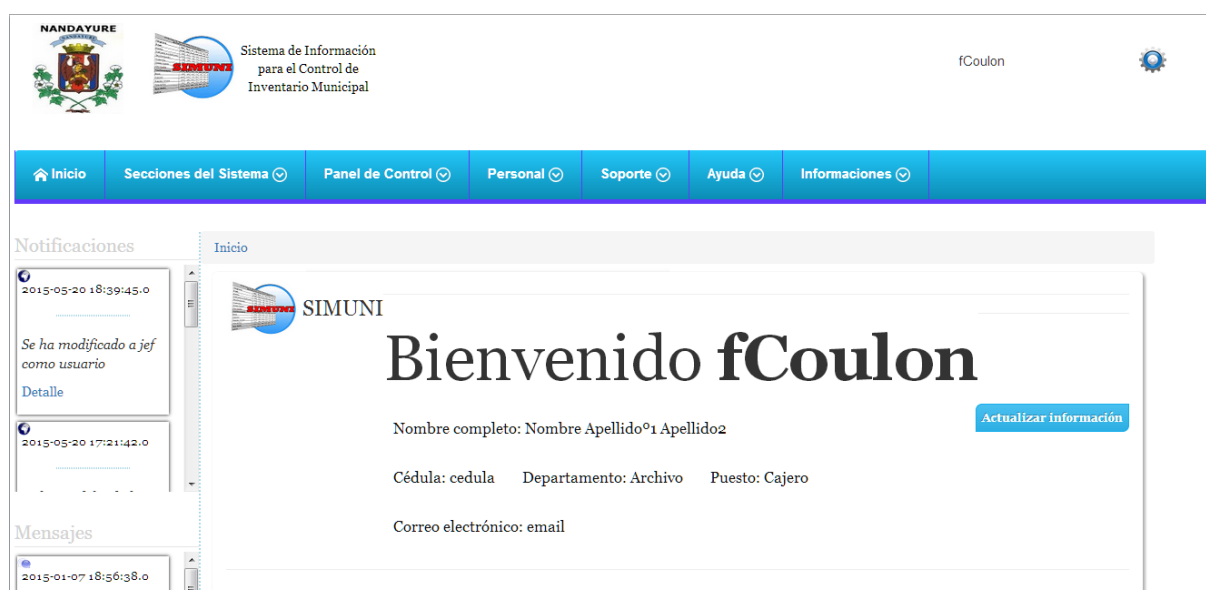 NANDAYURE
SIMUNI
Sistema de Información
para el Control de
Inventario Municipal
fCoulon
Inicio
Secciones del Sistema
Panel de Control
Personal
Soporte
Ayuda
Informaciones
Notificaciones
2015-05-20 18:39:45.0
Se ha modificado a jef
como usuario
Detalle
2015-05-20 17:21:42.0
Mensajes
2015-01-07 18:56:38.0
Inicio
SIMUNI
SIMUNI
Bienvenido fCoulon
Actualizar información
Nombre completo: Nombre Apellidoº1 Apellido2
Cédula: cedula Departamento: Archivo Puesto: Cajero
Correo electrónico: email